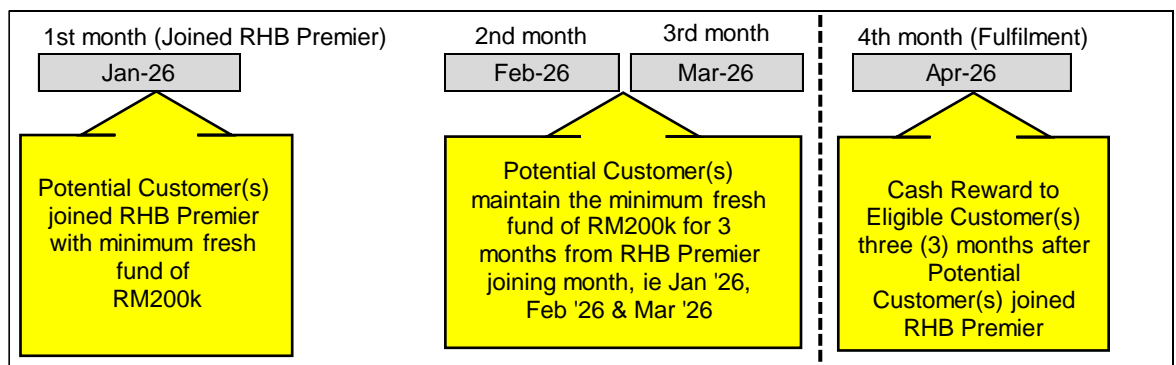 1st month (Joined RHB Premier)
2nd month
3rd month
4th month (Fulfilment)
Jan-26
Feb-26
Mar-26
Apr-26
Potential Customer(s)
joined RHB Premier
with minimum fresh
fund of
RM200k
Potential Customer(s)
maintain the minimum fresh
fund of RM200k for 3
months from RHB Premier
joining month, ie Jan '26,
Feb '26 & Mar '26
Cash Reward to
Eligible Customer(s)
three (3) months after
Potential
Customer(s) joined
RHB Premier